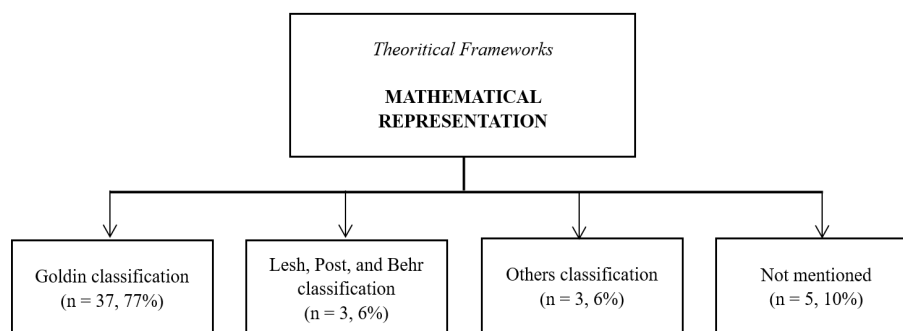 Theoritical Frameworks
MATHEMATICAL
REPRESENTATION
Goldin classification
(n = 37, 77%)
Lesh, Post, and Behr
classification
(n = 3, 6%)
Others classification
(n = 3, 6%)
Not mentioned
(n = 5, 10%)